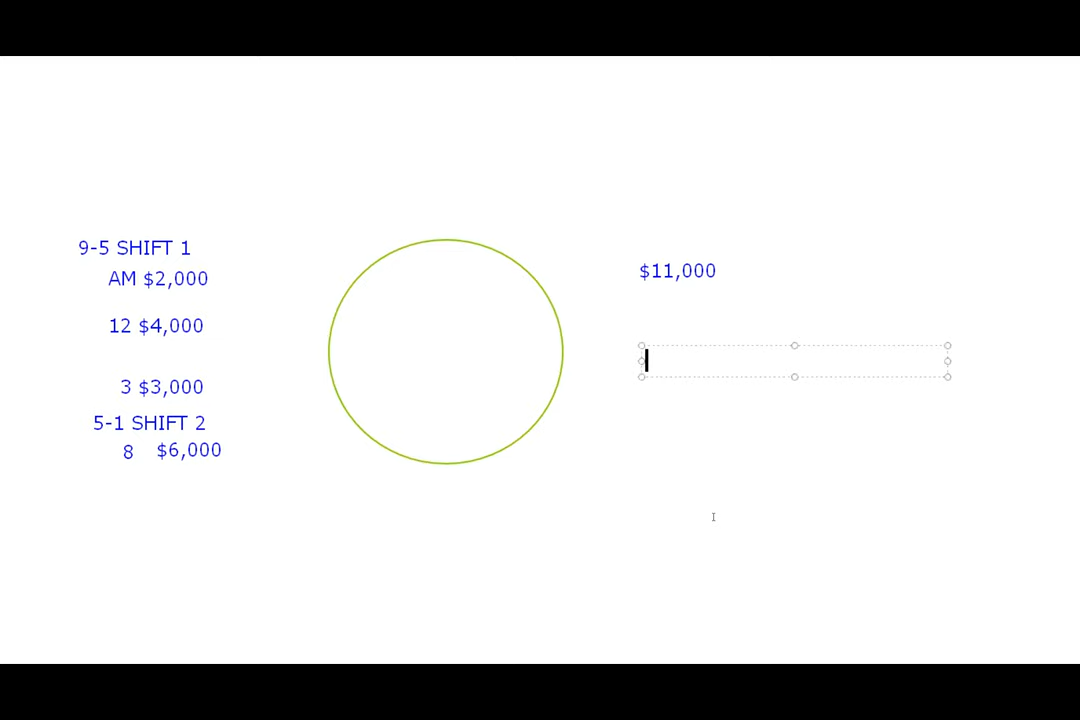 9-5 SHIFT 1
AM $2,000
12 $4,000
3 $3,000
5-1 SHIFT 2
8 $6,000
$11,000